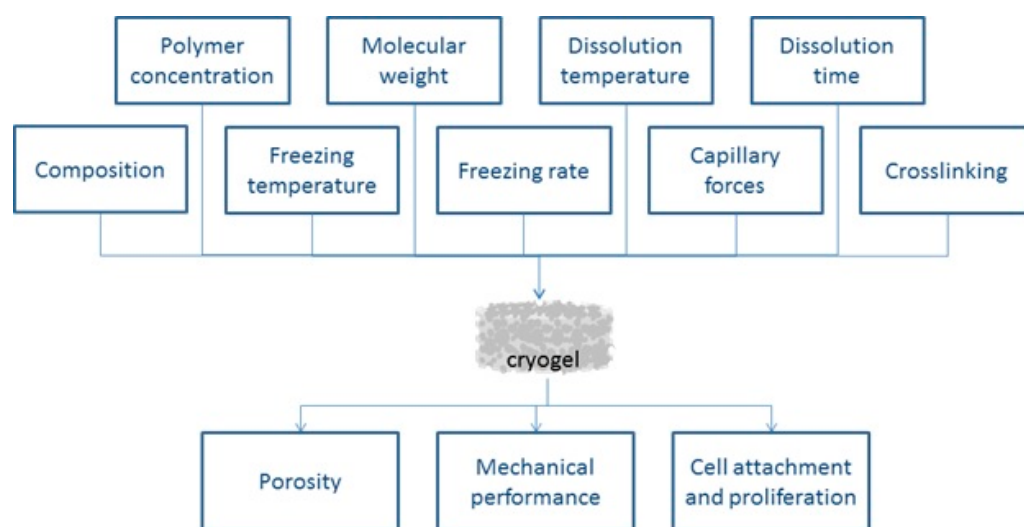 Polymer
concentration
Molecular
weight
Dissolution
temperature
Dissolution
time
Composition
Freezing
temperature
Freezing rate
Capillary
forces
Crosslinking
cryogel
Porosity
Mechanical
performance
Cell attachment
and proliferation